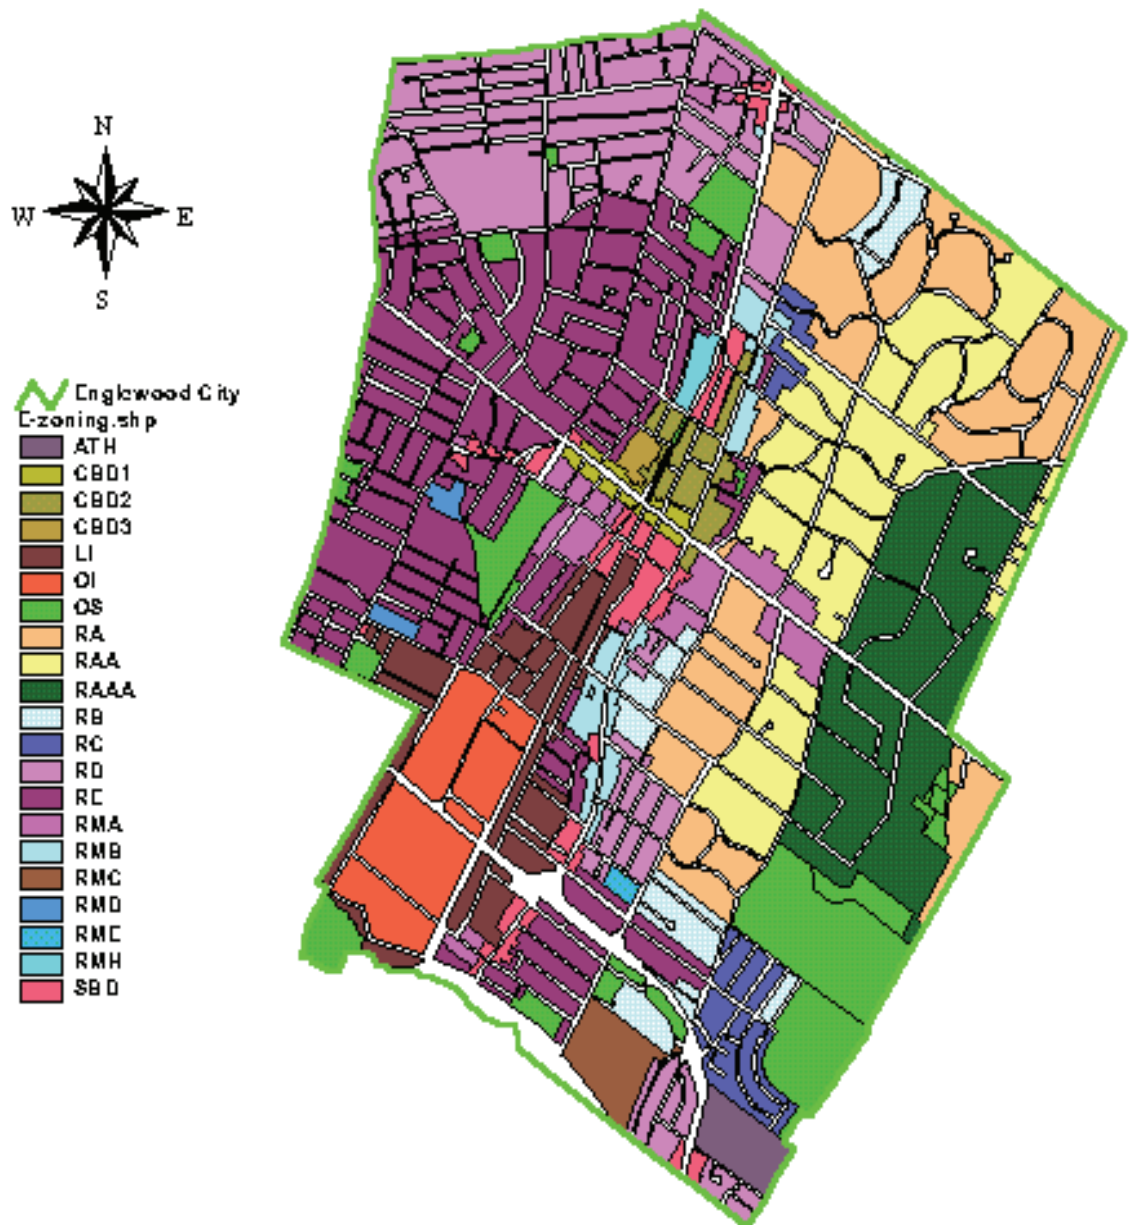 N
W E
S
Englewood City
E-zoning.shp
ATH
CBD1
CBD2
CBD3
LI
OI
OS
RA
RAA
RAAA
RB
RC
RD
RE
RMA
RMB
RMC
RMD
RME
RMH
SBD